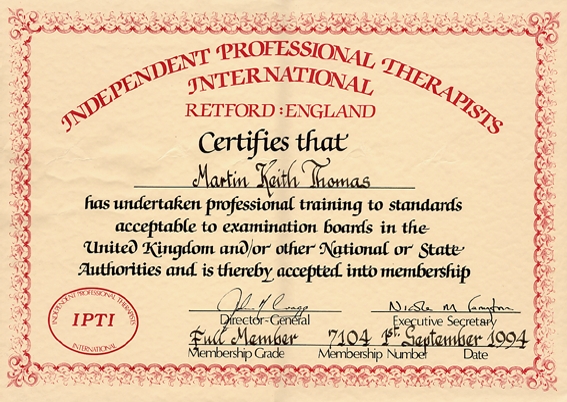 INDEPENDENT PROFESSIONAL THERAPISTS
INTERNATIONAL
RETFORD : ENGLAND
Certifies that
Martin Keith Thomas
has undertaken professional training to standards
acceptable to examination boards in the
United Kingdom and/or other National or State
Authorities and is thereby accepted into membership
Director-General Executive Secretary
Full Member 7104 1st September 1994
Membership Grade Membership Number Date
INDEPENDENT PROFESSIONAL THERAPISTS
IPTI
INTERNATIONAL